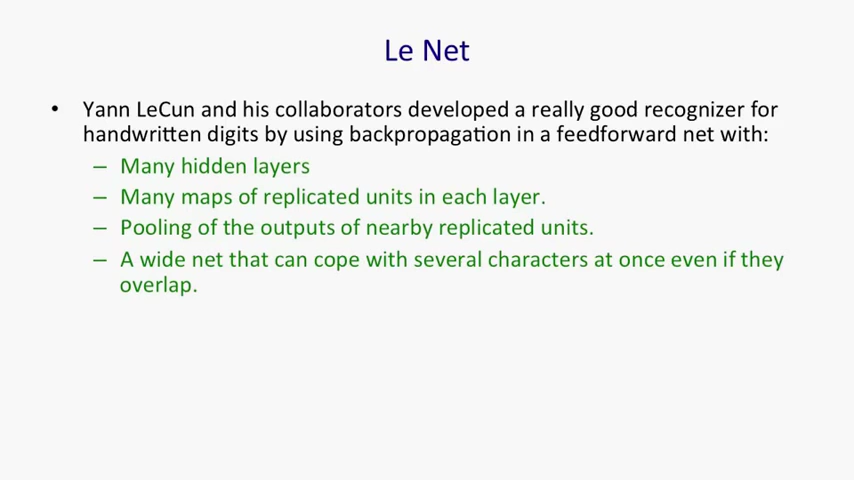 Le Net
• Yann LeCun and his collaborators developed a really good recognizer for
handwritten digits by using backpropagation in a feedforward net with:
– Many hidden layers
– Many maps of replicated units in each layer.
– Pooling of the outputs of nearby replicated units.
– A wide net that can cope with several characters at once even if they
overlap.